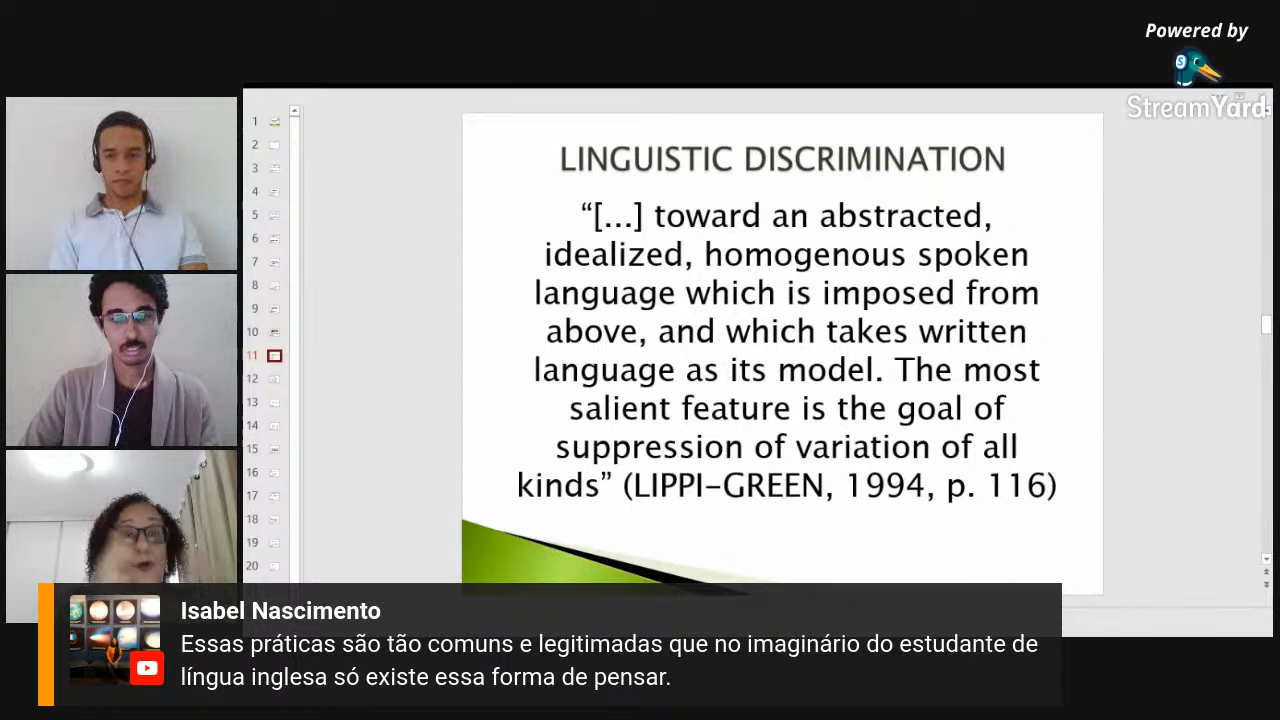 Powered by
StreamYard
1
2
3
4
5
6
7
8
9
10
11
12
13
14
15
16
17
18
19
20
LINGUISTIC DISCRIMINATION
“[...] toward an abstracted,
idealized, homogenous spoken
language which is imposed from
above, and which takes written
language as its model. The most
salient feature is the goal of
suppression of variation of all
kinds” (LIPPI-GREEN, 1994, p. 116)
Isabel Nascimento
Essas práticas são tão comuns e legitimadas que no imaginário do estudante de
língua inglesa só existe essa forma de pensar.